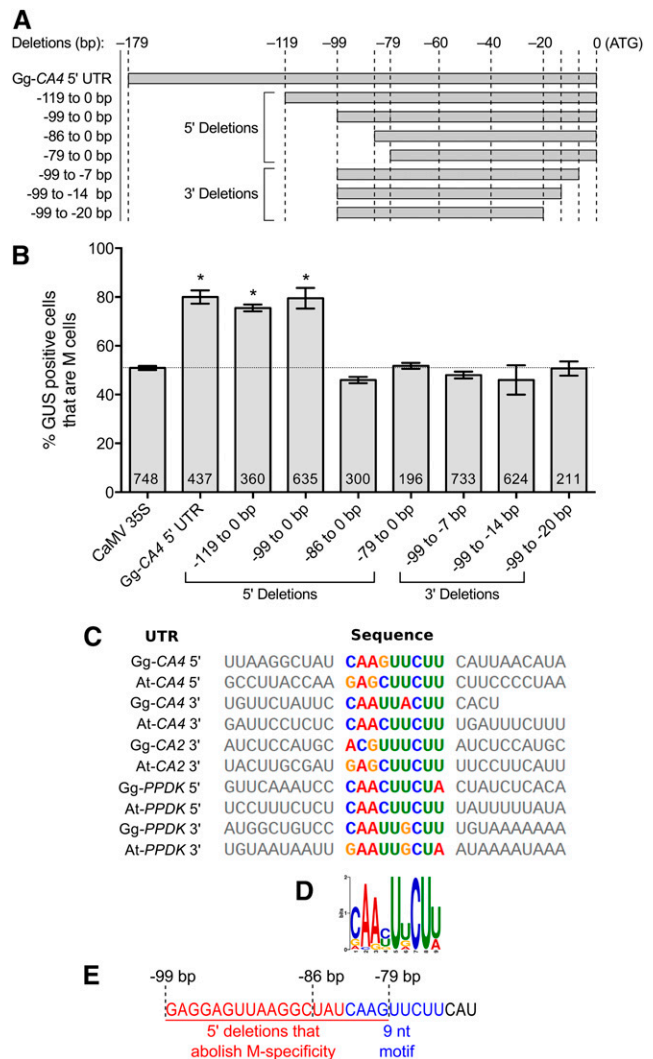 A
Deletions (bp): –179 –119 –99 –79 –60 –40 –20 0 (ATG)
Gg-CA4 5' UTR
-119 to 0 bp
-99 to 0 bp
-86 to 0 bp
-79 to 0 bp
5' Deletions
-99 to -7 bp
-99 to -14 bp
-99 to -20 bp
3' Deletions
B
% GUS positive cells
that are M cells
100
80
60
40
20
0
* * *
748 437 360 635 300 196 733 624 211
CaMV 35S
Gg-CA4 5' UTR
-119 to 0 bp
-99 to 0 bp
-86 to 0 bp
-79 to 0 bp
-99 to -7 bp
-99 to -14 bp
-99 to -20 bp
5' Deletions 3' Deletions
C
UTR Sequence
Gg-CA4 5' UUAAGGCUAU CAAGUUCUU CAUUAACAUA
At-CA4 5' GCCUUACCAA GAGCUUCUU CUUCCCCUAA
Gg-CA4 3' UGUUCUAUUC CAAUUACUU CACU
At-CA4 3' GAUUCCUCUC CAACUUCUU UGAUUUCUUU
Gg-CA2 3' AUCUCCAUGC ACGUUUCUU AUCUCCAUGC
At-CA2 3' UACUUGCGAU GAGCUUCUU UUCCUUCAUU
Gg-PPDK 5' GUUCAAAUCC CAACUUCUA CUAUCUCACA
At-PPDK 5' UCCUUUCUCU CAACUUCUU UAUUUUUAUA
Gg-PPDK 3' AUGGCUGUCC CAAUUGCUU UGUAAAAAAA
At-PPDK 3' UGUAAUAAUU GAAUUGCUA AUAAAAUAAA
D
E
-99 bp -86 bp -79 bp
GAGGAGUUAAGGCUAUCAAGUUCUUCAU
5' deletions that 9 nt
abolish M-specificity motif